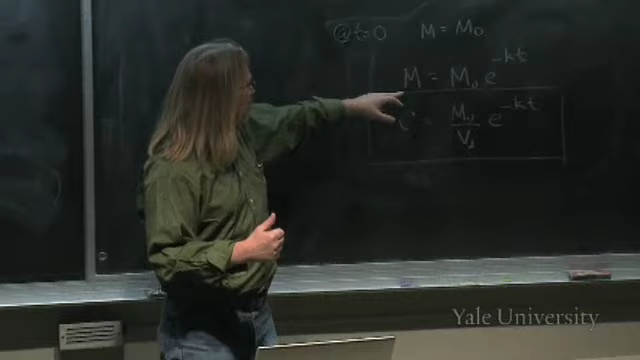 @t=0 M = M₀
M = M₀ e^-kt
C = M₀/V₁ e^-kt
Yale University